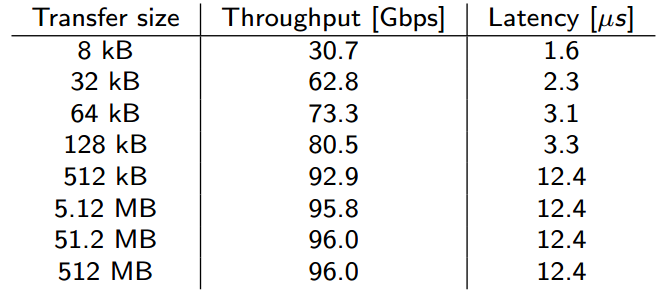 Transfer size Throughput [Gbps] Latency [μs]
8 kB 30.7 1.6
32 kB 62.8 2.3
64 kB 73.3 3.1
128 kB 80.5 3.3
512 kB 92.9 12.4
5.12 MB 95.8 12.4
51.2 MB 96.0 12.4
512 MB 96.0 12.4